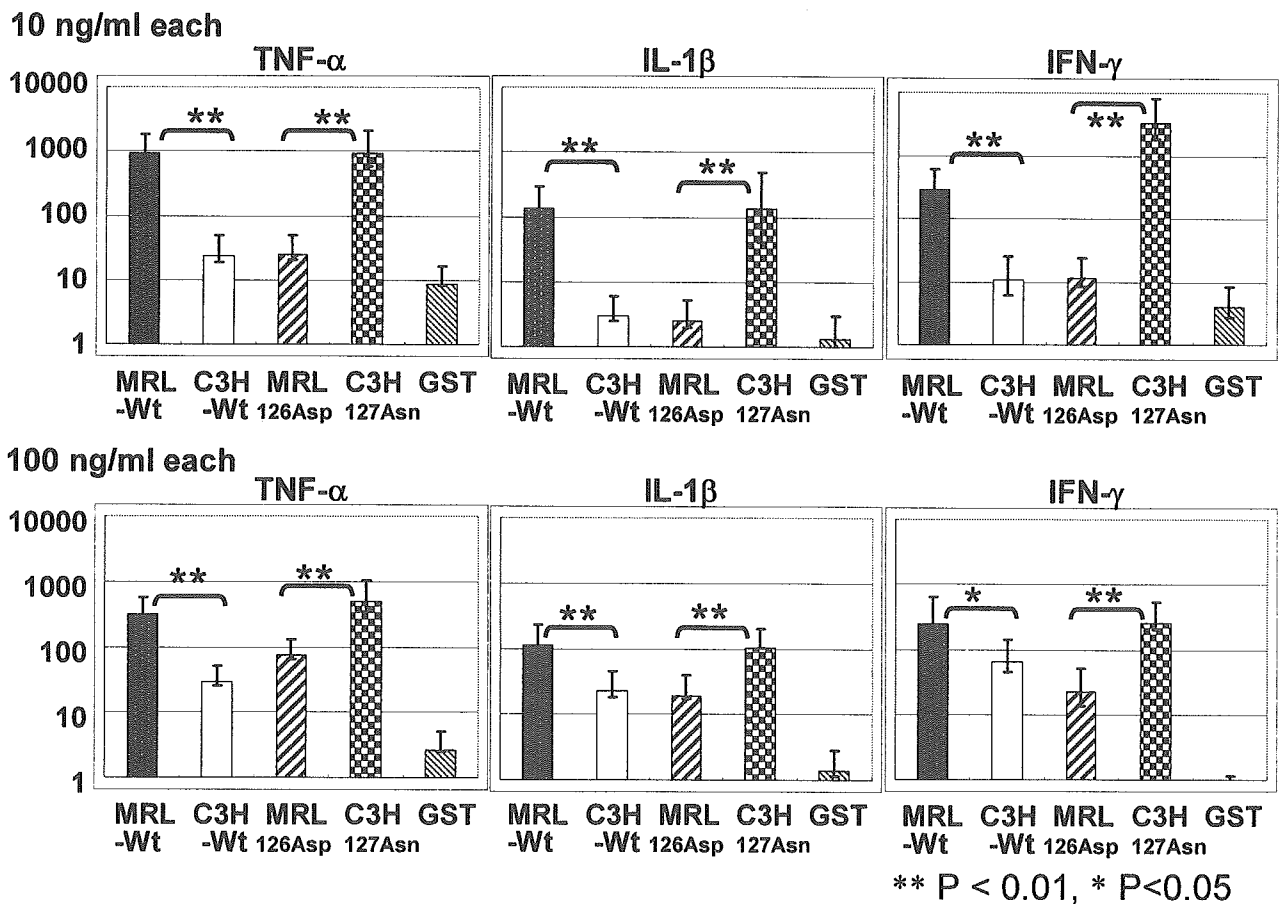 10 ng/ml each
TNF-α IL-1β IFN-γ
10000
1000
100
10
1
** ** ** ** ** **
MRL C3H MRL C3H GST MRL C3H MRL C3H GST MRL C3H MRL C3H GST
-Wt -Wt 126Asp 127Asn -Wt -Wt 126Asp 127Asn -Wt -Wt 126Asp 127Asn
100 ng/ml each
TNF-α IL-1β IFN-γ
10000
1000
100
10
1
** ** ** ** * **
MRL C3H MRL C3H GST MRL C3H MRL C3H GST MRL C3H MRL C3H GST
-Wt -Wt 126Asp 127Asn -Wt -Wt 126Asp 127Asn -Wt -Wt 126Asp 127Asn
** P < 0.01, * P<0.05